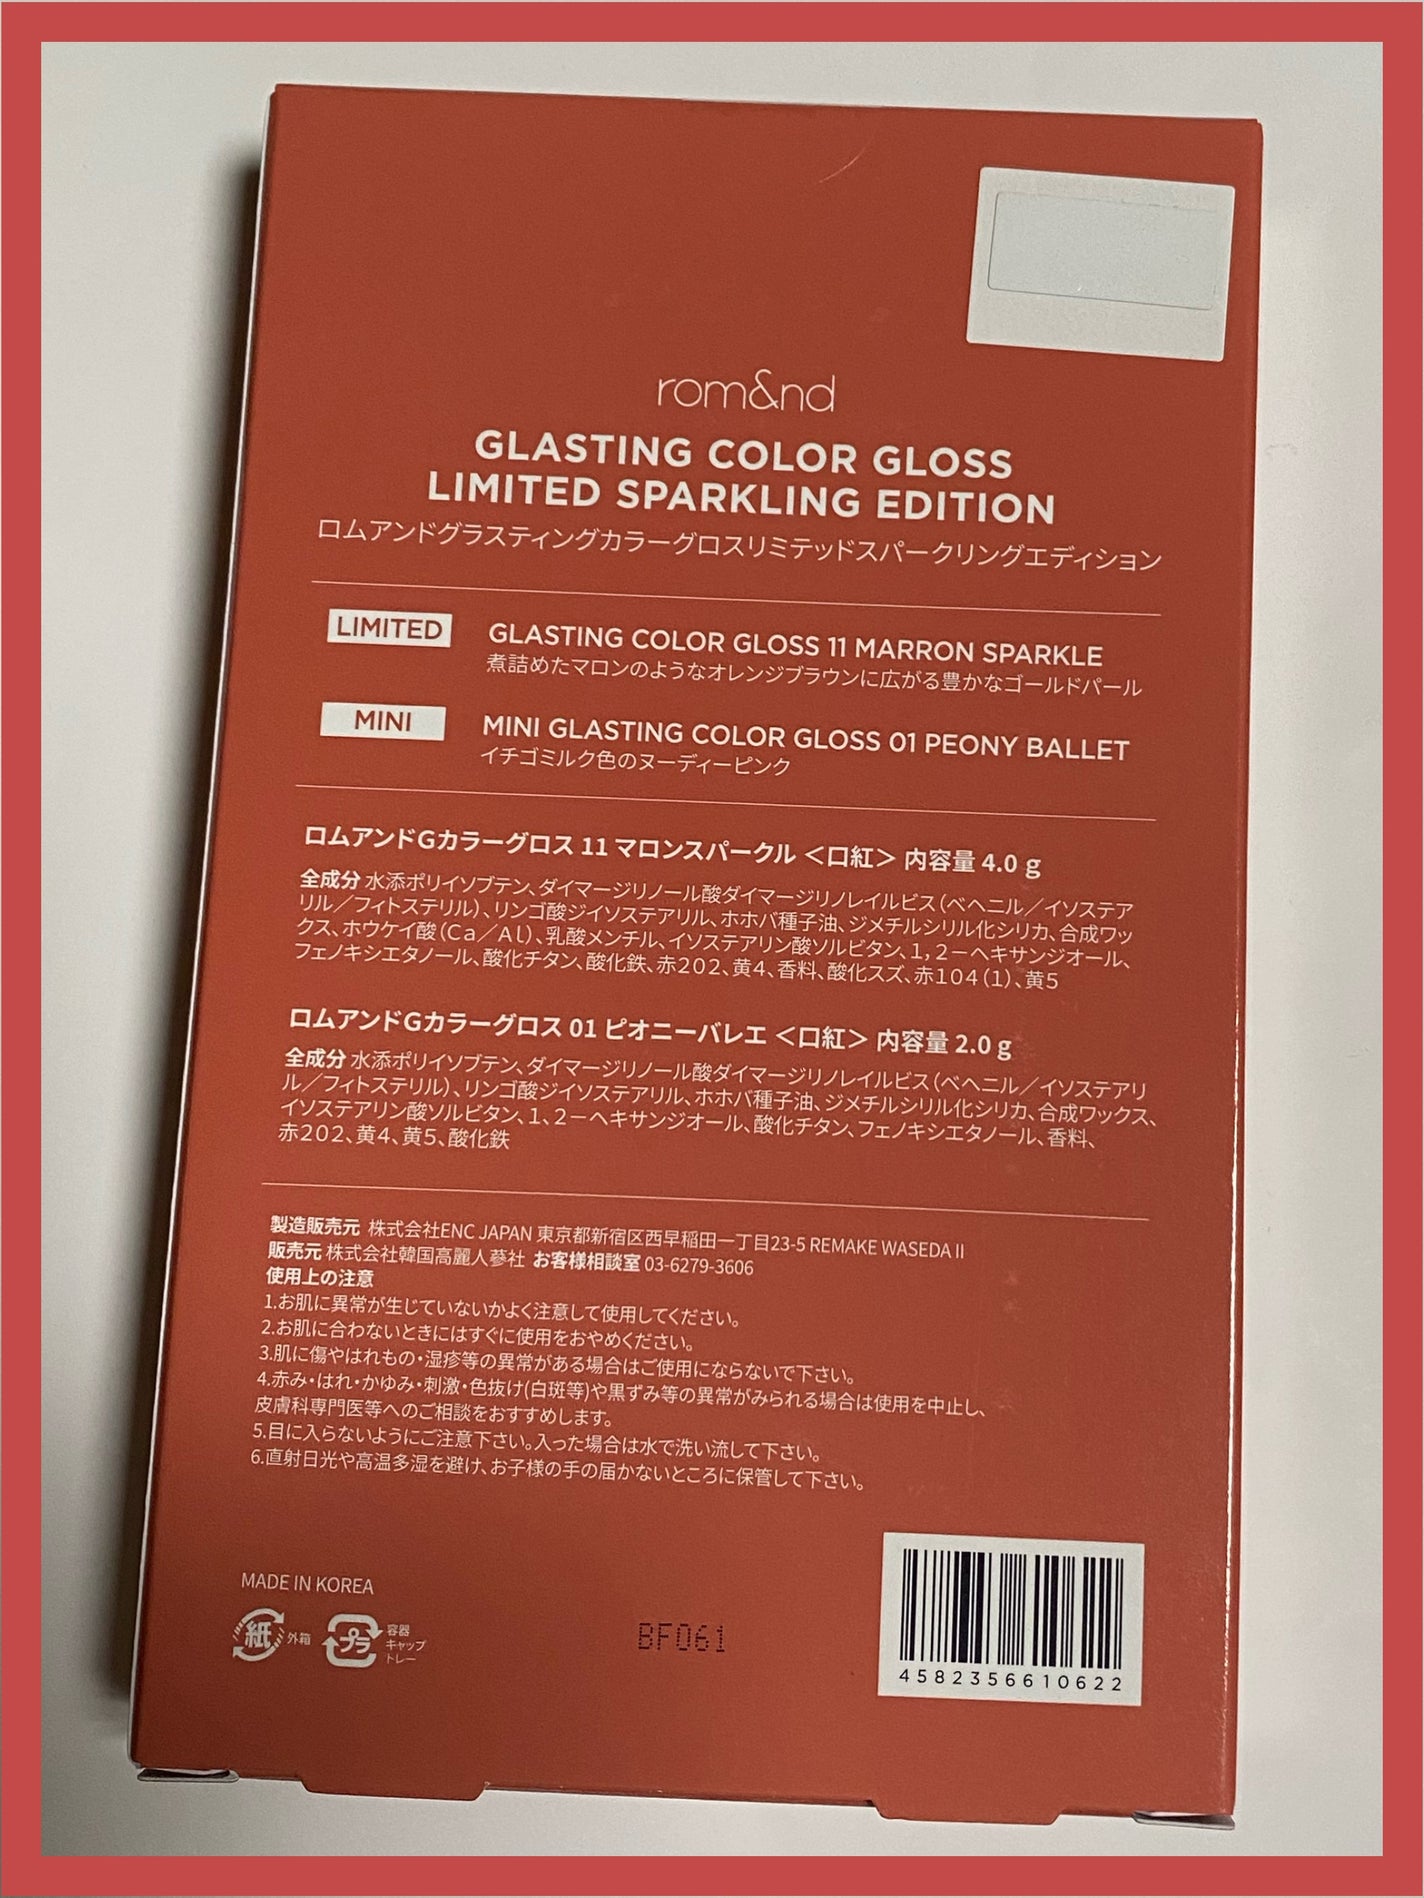 rom&nd
GLASTING COLOR GLOSS
LIMITED SPARKLING EDITION
ロムアンドグラスティングカラーグロスリミテッドスパークリングエディション
LIMITED GLASTING COLOR GLOSS 11 MARRON SPARKLE
煮詰めたマロンのようなオレンジブラウンに広がる豊かなゴールドパール
MINI MINI GLASTING COLOR GLOSS 01 PEONY BALLET
イチゴミルク色のヌーディーピンク
ロムアンドGカラーグロス 11 マロンスパークル ＜口紅＞ 内容量 4.0 g
全成分 水添ポリイソブテン、ダイマージリノール酸ダイマージリノレイルビス（ベヘニル／イソステア
リル／フィトステリル）、リンゴ酸ジイソステアリル、ホホバ種子油、ジメチルシリル化シリカ、合成ワッ
クス、ホウケイ酸（Ca／Al）、乳酸メンチル、イソステアリン酸ソルビタン、1，2－ヘキサンジオール、
フェノキシエタノール、酸化チタン、酸化鉄、赤202、黄4、香料、酸化スズ、赤104（1）、黄5
ロムアンドGカラーグロス 01 ピオニーバレエ ＜口紅＞ 内容量 2.0 g
全成分 水添ポリイソブテン、ダイマージリノール酸ダイマージリノレイルビス（ベヘニル／イソステアリ
ル／フィトステリル）、リンゴ酸ジイソステアリル、ホホバ種子油、ジメチルシリル化シリカ、合成ワックス、
イソステアリン酸ソルビタン、1、2－ヘキサンジオール、酸化チタン、フェノキシエタノール、香料、
赤202、黄4、黄5、酸化鉄
製造販売元 株式会社ENC JAPAN 東京都新宿区西早稲田一丁目23-5 REMAKE WASEDA II
販売元 株式会社韓国高麗人蔘社 お客様相談室 03-6279-3606
使用上の注意
1.お肌に異常が生じていないかよく注意して使用してください。
2.お肌に合わないときにはすぐに使用をおやめください。
3.肌に傷やはれもの・湿疹等の異常がある場合はご使用にならないで下さい。
4.赤み・はれ・かゆみ・刺激・色抜け(白斑等)や黒ずみ等の異常がみられる場合は使用を中止し、
皮膚科専門医等へのご相談をおすすめします。
5.目に入らないようにご注意下さい。入った場合は水で洗い流して下さい。
6.直射日光や高温多湿を避け、お子様の手の届かないところに保管して下さい。
MADE IN KOREA
紙 外箱 プラ 容器
キャップ
トレー
BF061
4582356610622